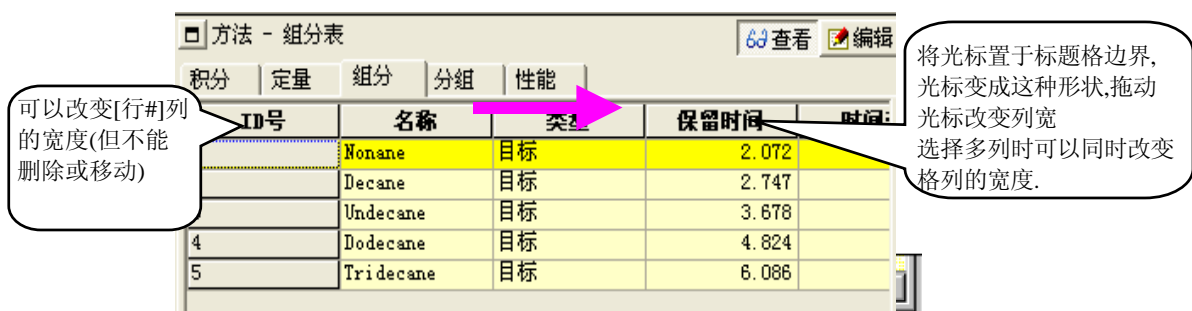 方法 - 组分表
查看 编辑
积分 定量 组分 分组 性能
ID号 名称 类型 保留时间 时间
Nonane 目标 2.072
Decane 目标 2.747
Undecane 目标 3.678
4 Dodecane 目标 4.824
5 Tridecane 目标 6.086
可以改变[行#]列
的宽度(但不能
删除或移动)
将光标置于标题格边界,
光标变成这种形状,拖动
光标改变列宽
选择多列时可以同时改变
格列的宽度.